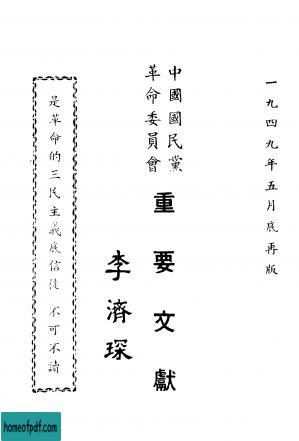 一九四九年五月底再版
中國國民黨
革命委員會
重要文獻
李濟琛
是革命的三民主義底信徒 不可不讀
homeofpdf.com